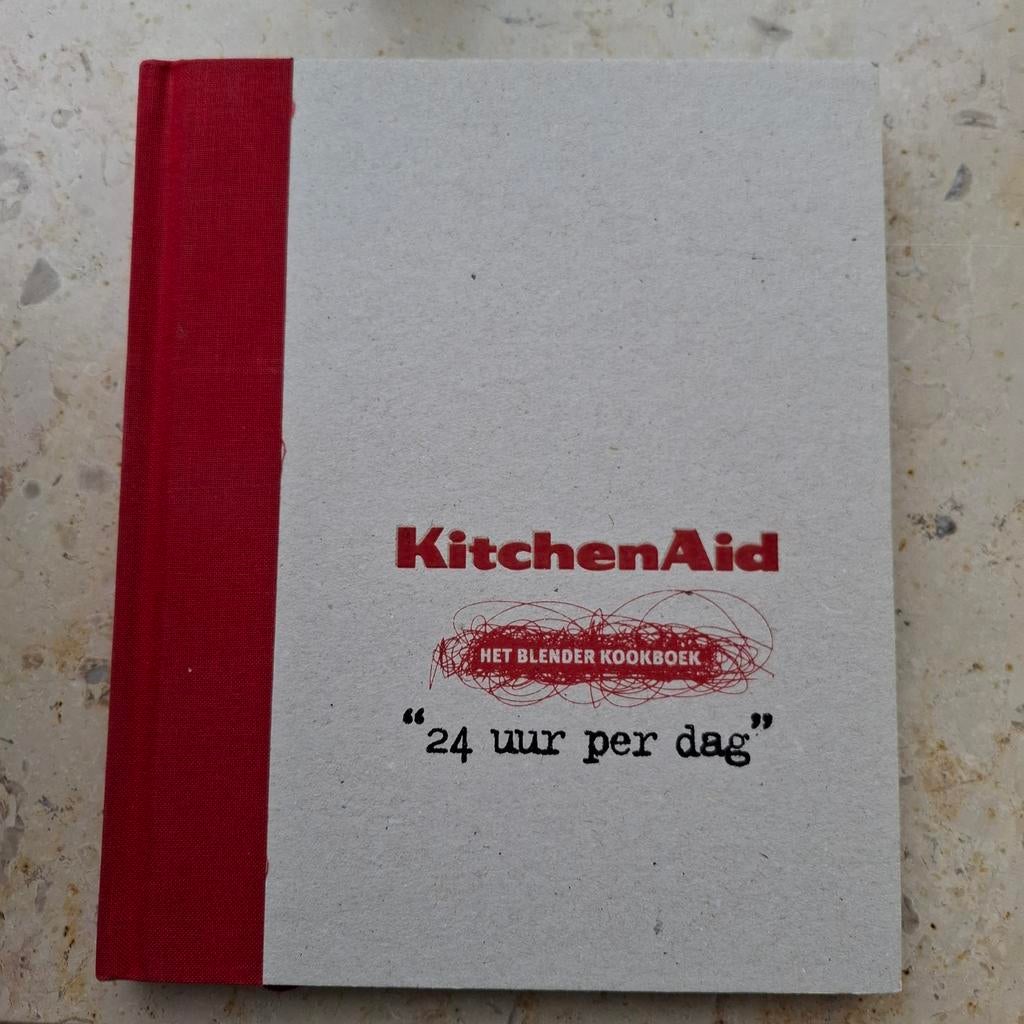 KitchenAid
HET BLENDER KOOKBOEK
“24 uur per dag”